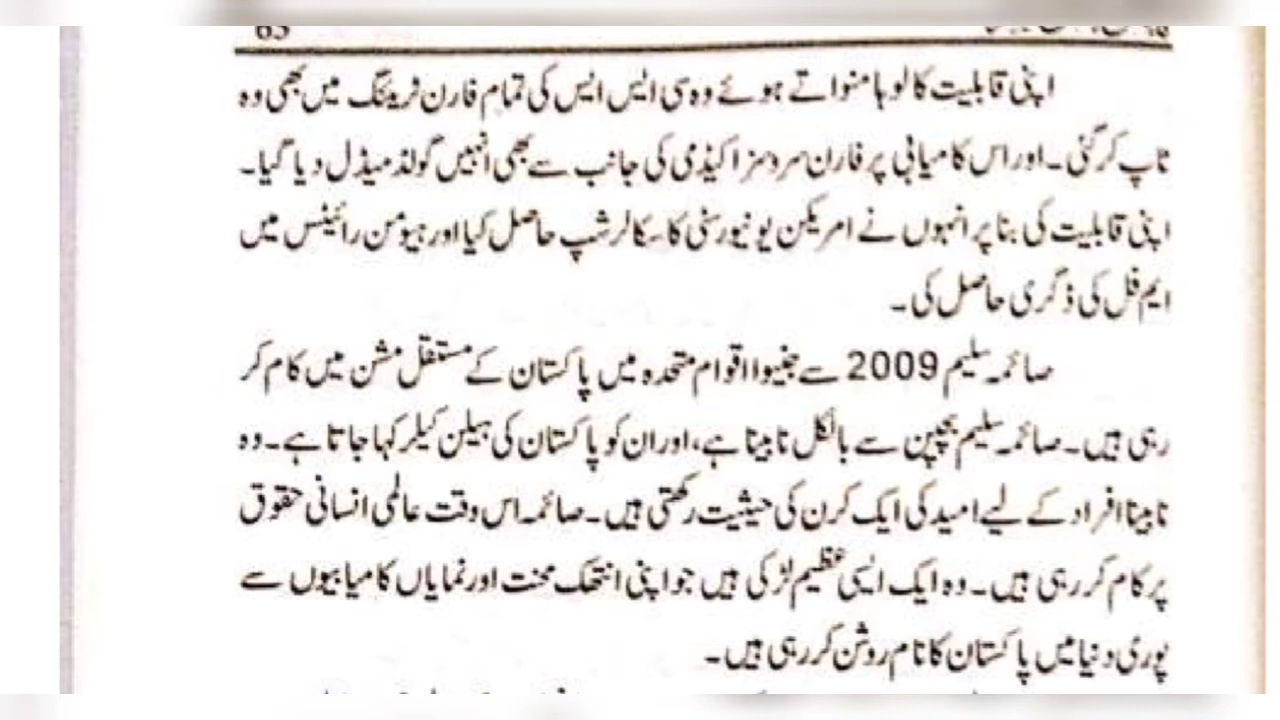 65
اپنی قابلیت کا لوہا منواتے ہوئے وہ سی ایس ایس کی تمام فارن ٹریننگ میں بھی وہ
ٹاپ کر گئی۔ اور اس کامیابی پر فارن سروسز اکیڈمی کی جانب سے بھی انہیں گولڈ میڈل دیا گیا۔
اپنی قابلیت کی بنا پر انہوں نے امریکن یونیورسٹی کا سکالر شپ حاصل کیا اور ہیومن رائیٹس میں
ایم فل کی ڈگری حاصل کی۔
صائمہ سلیم 2009 سے جنیوا اقوام متحدہ میں پاکستان کے مستقل مشن میں کام کر
رہی ہیں۔ صائمہ سلیم بچپن سے بالکل نابینا ہے، اور ان کو پاکستان کی ہیلن کیلر کہا جاتا ہے۔ وہ
نابینا افراد کے لیے امید کی ایک کرن کی حیثیت رکھتی ہیں۔ صائمہ اس وقت عالمی انسانی حقوق
پر کام کر رہی ہیں۔ وہ ایک ایسی عظیم لڑکی ہیں جو اپنی انتھک محنت اور نمایاں کامیابیوں سے
پوری دنیا میں پاکستان کا نام روشن کر رہی ہیں۔